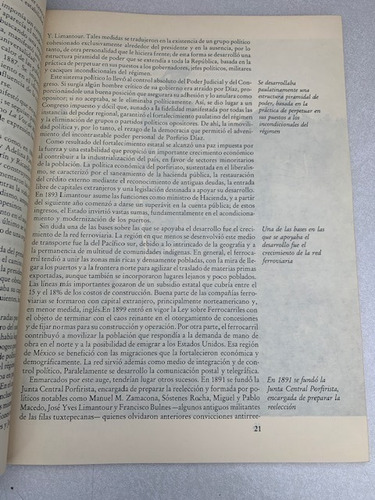 Y. Limantour. Tales medidas se tradujeron en la existencia de un grupo político
cohesionado exclusivamente alrededor del presidente y en la ausencia, por lo
tanto, de otra personalidad que le hiciera frente; de esa forma se desarrolló una
estructura piramidal de poder que se extendía a toda la República, basada en la
práctica de perpetuar en sus puestos a los gobernadores, jefes políticos, militares
y caciques incondicionales del régimen.
Este sistema político lo llevó al control absoluto del Poder Judicial y del Con-
greso. Si surgía algún hombre crítico de su gobierno era atraído por Díaz, pro-
porcionándole una buena posición que asegurara su adhesión y lo anulara como
opositor; si no aceptaba, se le eliminaba políticamente. Así, se dio lugar a un
Congreso impuesto y dócil que, aunado a la fidelidad manifestada por todas las
instancias del poder regional, garantizó el fortalecimiento paulatino del régimen
y la eliminación de grupos o partidos políticos opositores. De ahí, la inmovili-
dad política y, por lo tanto, el rezago de la democracia que permitió el adveni-
miento del incontrastable poder personal de Porfirio Díaz.
Como resultado del fortalecimiento estatal se alcanzó una paz impuesta por
la fuerza y una estabilidad que propició un importante crecimiento económico
que contribuiría a la industrialización del país, en favor de sectores minoritarios
de la población. La política económica del porfirismo, sustentada en el liberalis-
mo, se caracterizó por el saneamiento de la hacienda pública, la restauración
del crédito externo mediante el reconocimiento de antiguas deudas, la entrada
libre de capitales extranjeros y una legislación destinada a apoyar su desarrollo.
En 1893 Limantour asume las funciones como ministro de Hacienda, y a partir
del siguiente año comenzó a darse un superávit en la cuenta pública; de estos
ingresos, el Estado invirtió vastas sumas, fundamentalmente en el acondiciona-
miento y modernización de los puertos.
Sin duda una de las bases sobre las que se apoyaba el desarrollo fue el creci-
miento de la red ferroviaria. La región que menos se desenvolvió en este medio
de transporte fue la del Pacífico sur, debido a lo intrincado de la geografía y a
la permanencia de multitud de comunidades indígenas. En general, el ferroca-
rril tendió a unir las zonas más ricas y densamente pobladas, con la mira de lle-
gar a los puertos y a la frontera norte para agilizar el traslado de materias primas
exportables, aunque también se incorporaron lugares lejanos y poco poblados.
Las líneas más importantes gozaron de un subsidio estatal que cubría entre el
15 y el 18% de los costos de construcción. Buena parte de las compañías ferro-
viarias se formaron con capital extranjero, principalmente norteamericano y,
en menor medida, inglés.En 1899 entró en vigor la Ley sobre Ferrocarriles con
el objeto de terminar con el caos reinante en el otorgamiento de concesiones
y de fijar normas para su construcción y operación. Por otra parte, el ferrocarril
contribuyó a movilizar la población que respondía a la demanda de mano de
obra en el norte y a la posibilidad de emigrar a los Estados Unidos. Esa región
de México se benefició con las migraciones que la fortalecieron económica y
demográficamente. La red sirvió además como medio de integración y de con-
trol político. Paralelamente se desarrolló la comunicación postal y telegráfica.
Enmarcados por este auge, tienen lugar otros sucesos. En 1891 se fundó la
Junta Central Porfirista, encargada de preparar la reelección y formada por po-
líticos notables como Manuel M. Zamacona, Sóstenes Rocha, Miguel y Pablo
Macedo, José Yves Limantour y Francisco Bulnes —algunos antiguos militantes
de las filas tuxtepecanas— quienes olvidaron anteriores convicciones antirree-
Se desarrollaba
paulatinamente una
estructura piramidal de
poder, basada en la
práctica de perpetuar en
sus puestos a los
incondicionales del
régimen
Una de las bases en las
que se apoyaba el
desarrollo fue el
crecimiento de la red
ferroviaria
En 1891 se fundó la
Junta Central Porfirista,
encargada de preparar la
reelección
21